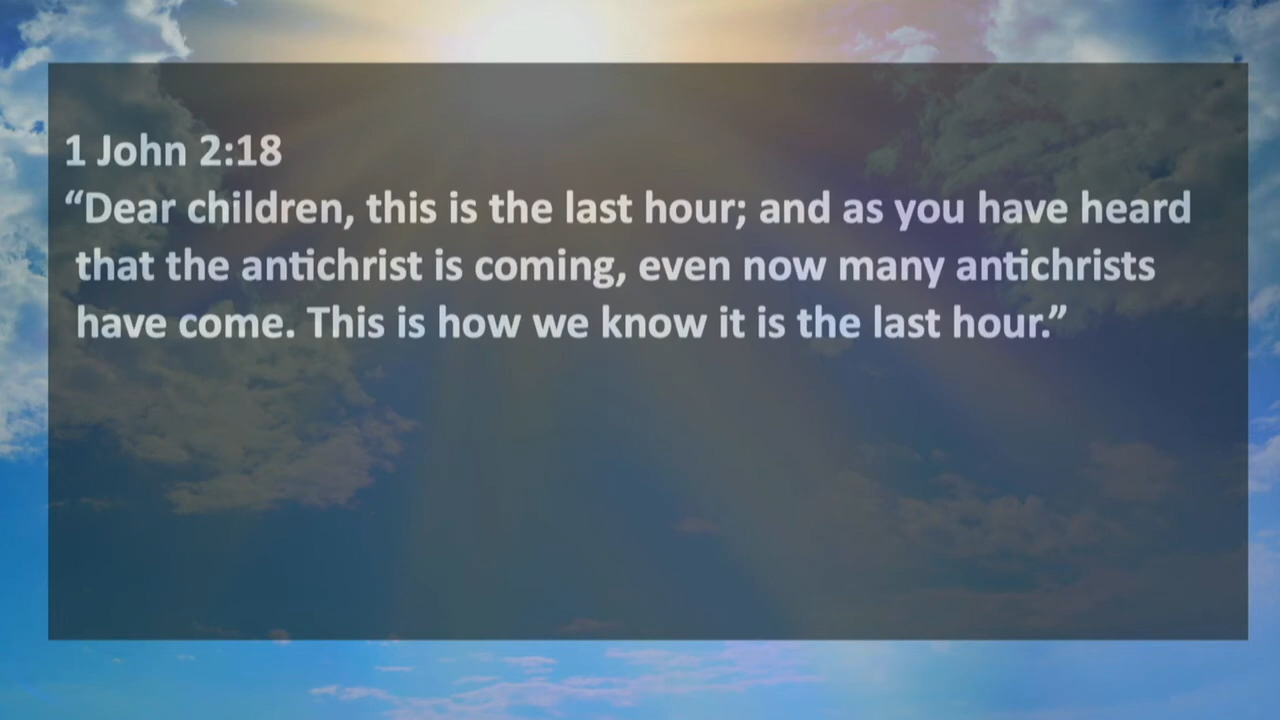 1 John 2:18
“Dear children, this is the last hour; and as you have heard
that the antichrist is coming, even now many antichrists
have come. This is how we know it is the last hour.”